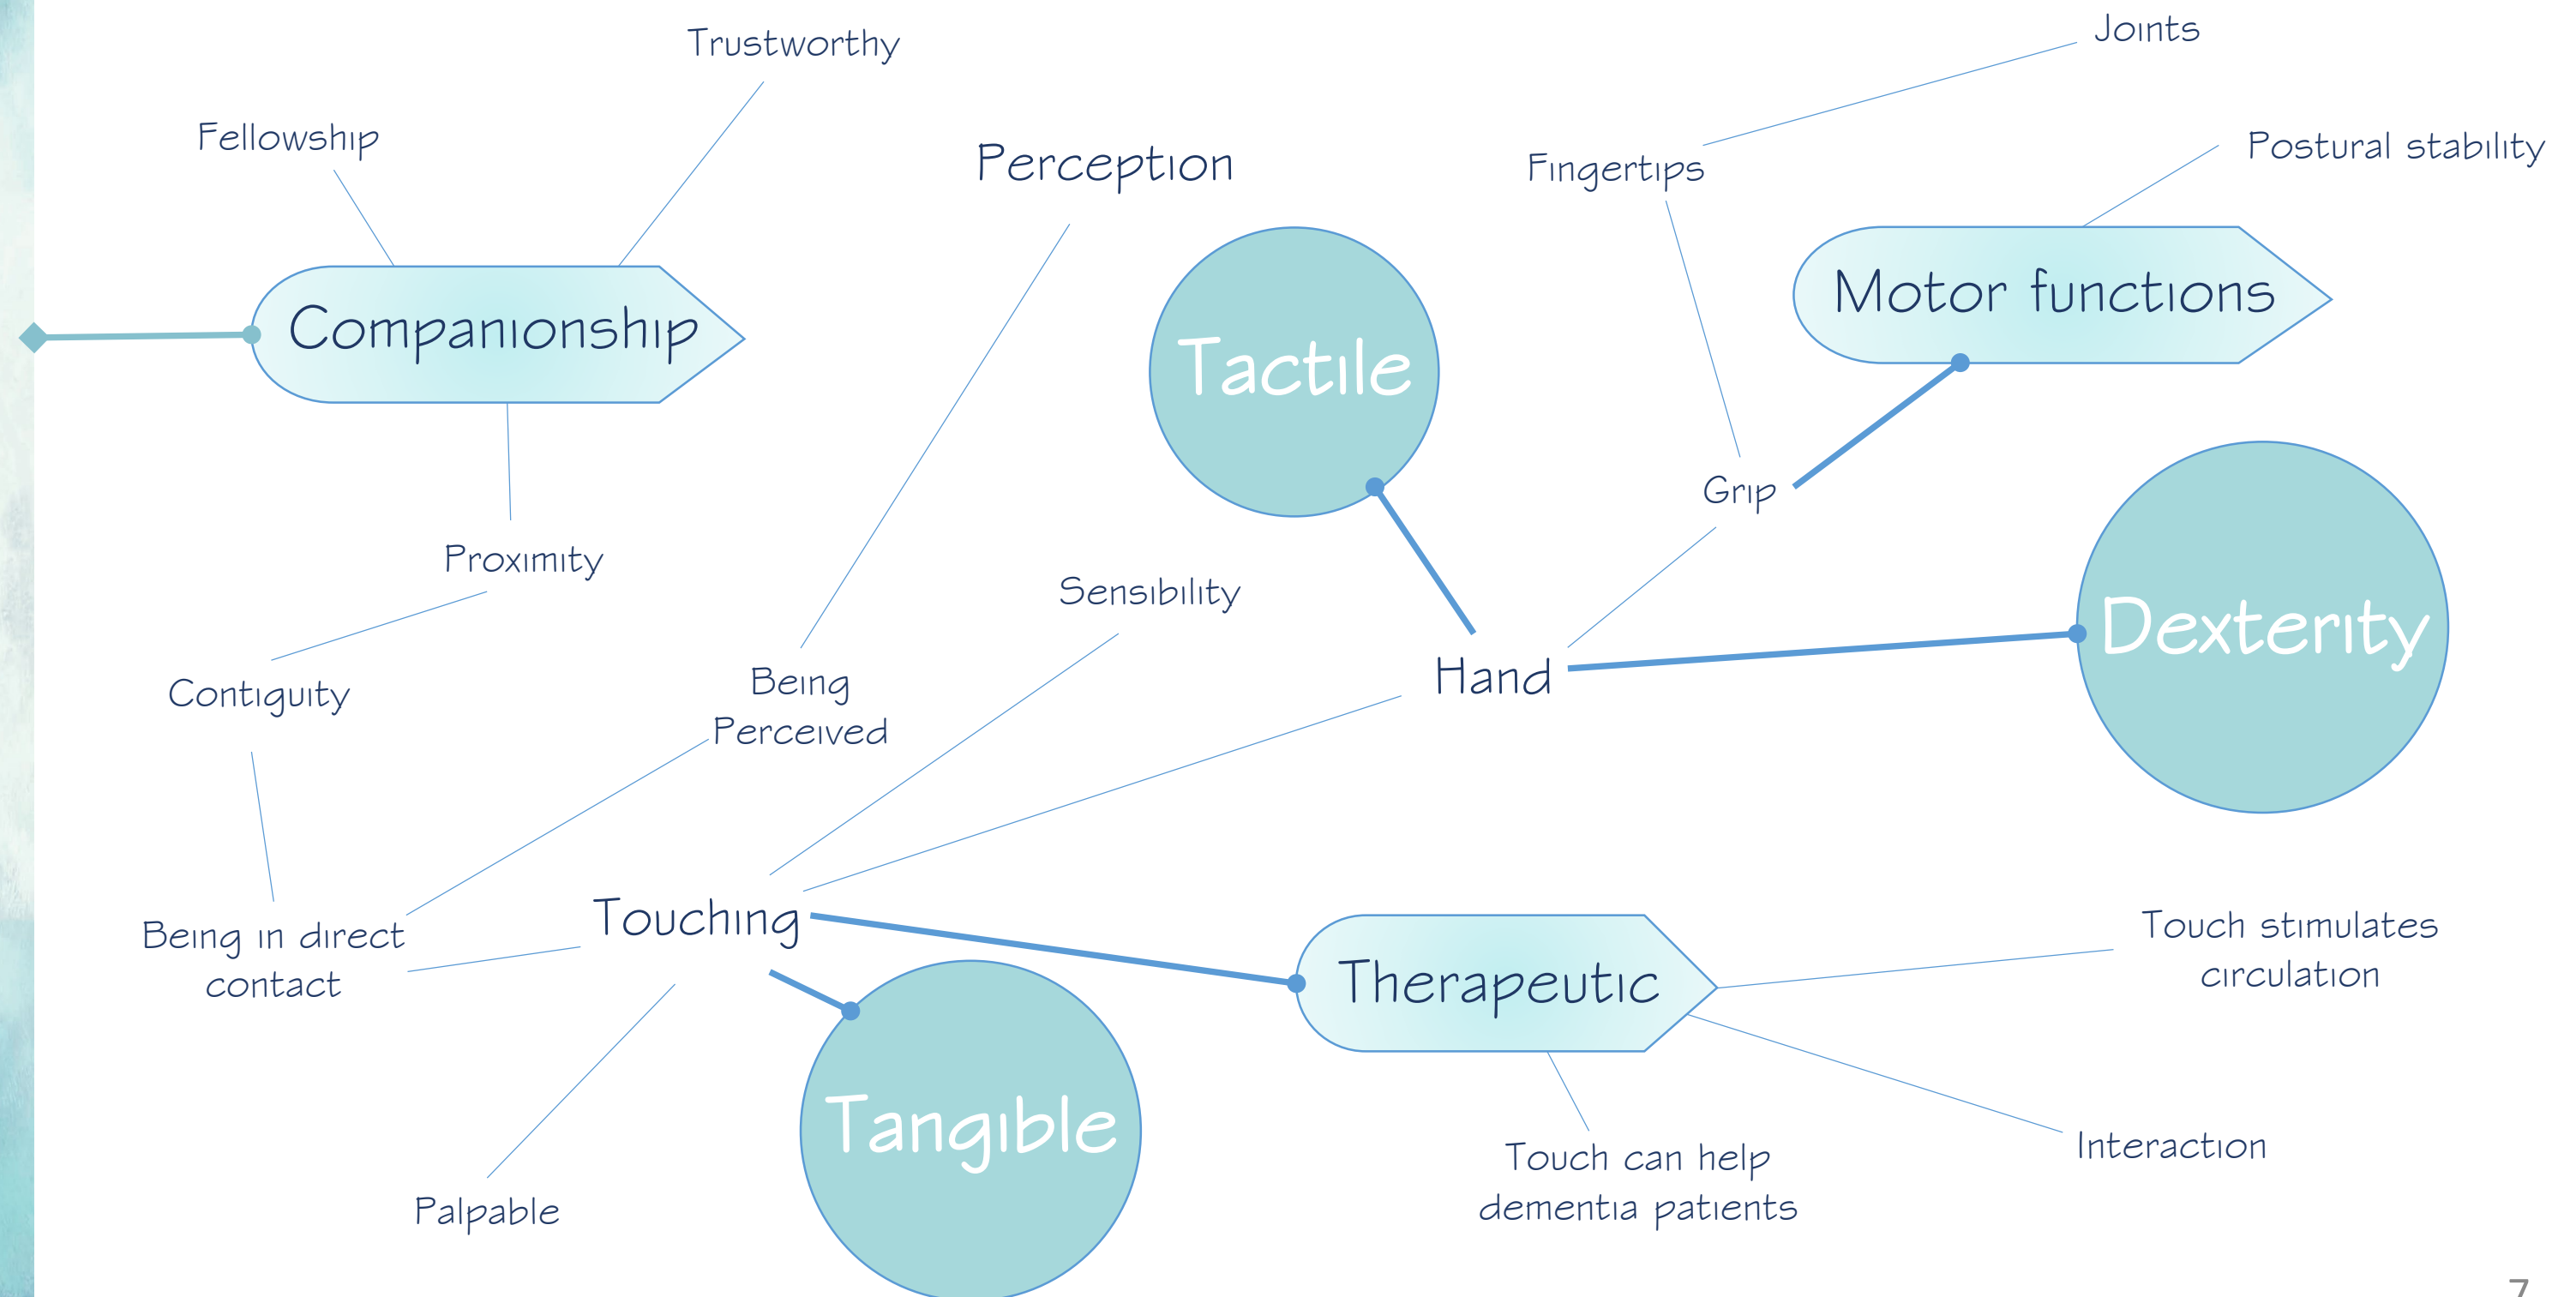 Joints
Trustworthy
Fellowship
Perception
Fingertips
Postural stability
Motor functions
Companionship
Tactile
Grip
Proximity
Sensibility
Dexterity
Contiguity
Being
Perceived
Hand
Touching
Being in direct
contact
Therapeutic
Touch stimulates
circulation
Tangible
Interaction
Touch can help
dementia patients
Palpable
7